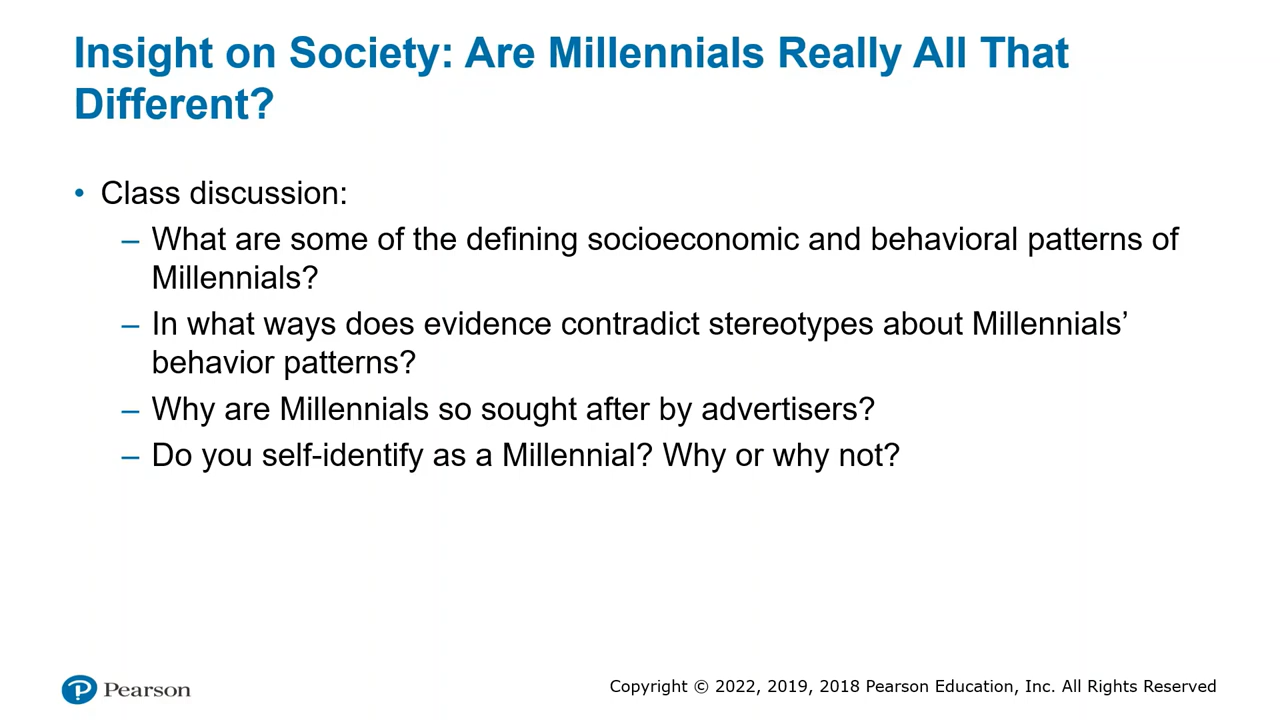 Insight on Society: Are Millennials Really All That
Different?
• Class discussion:
– What are some of the defining socioeconomic and behavioral patterns of
Millennials?
– In what ways does evidence contradict stereotypes about Millennials’
behavior patterns?
– Why are Millennials so sought after by advertisers?
– Do you self-identify as a Millennial? Why or why not?
Pearson
Copyright © 2022, 2019, 2018 Pearson Education, Inc. All Rights Reserved